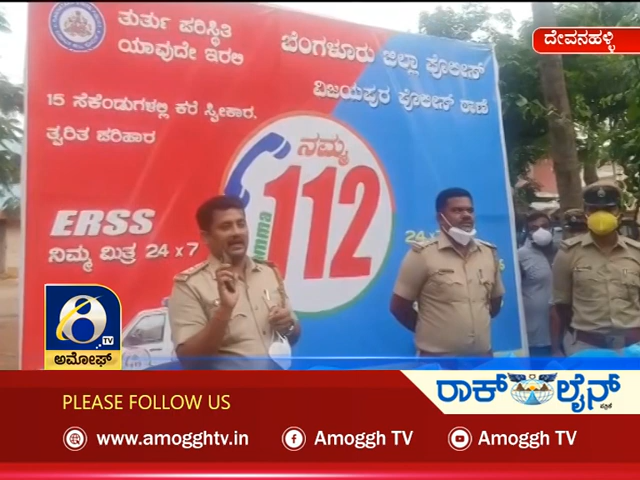 ದೇವನಹಳ್ಳಿ
ತುರ್ತು ಪರಿಸ್ಥಿತಿ
ಯಾವುದೇ ಇರಲಿ
ಬೆಂಗಳೂರು ಜಿಲ್ಲಾ ಪೊಲೀಸ್
ವಿಜಯಪುರ ಪೊಲೀಸ್ ಠಾಣೆ
15 ಸೆಕೆಂಡುಗಳಲ್ಲಿ ಕರೆ ಸ್ವೀಕಾರ,
ತ್ವರಿತ ಪರಿಹಾರ
ನಮ್ಮ
112
ERSS
ನಿಮ್ಮ ಮಿತ್ರ 24 x 7
TV
ಅಮೋಘ್
PLEASE FOLLOW US
ರಾಕ್ ಲೈನ್
www.amogghtv.in
Amoggh TV
Amoggh TV